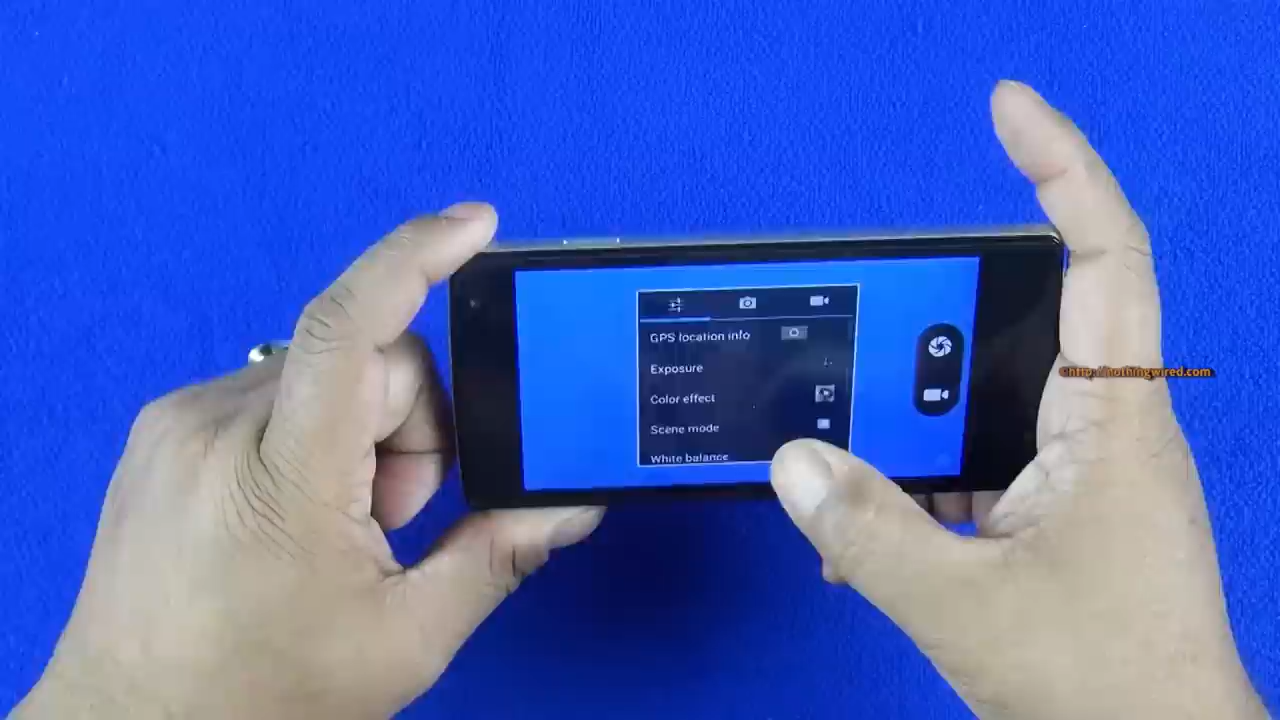 GPS location info
Exposure
Color effect
Scene mode
White balance
©http://nothingwired.com